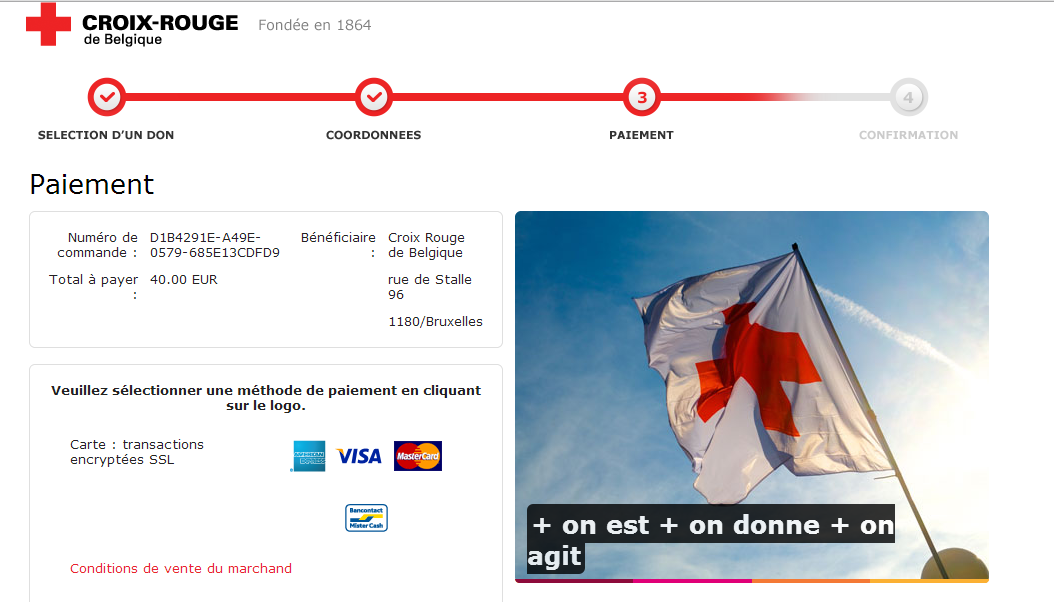 CROIX-ROUGE
de Belgique
Fondée en 1864
3
4
SELECTION D'UN DON
COORDONNEES
PAIEMENT
CONFIRMATION
Paiement
Numéro de commande :
D1B4291E-A49E-
0579-685E13CDFD9
Bénéficiaire :
Croix Rouge
de Belgique
Total à payer :
40.00 EUR
rue de Stalle
96
1180/Bruxelles
Veuillez sélectionner une méthode de paiement en cliquant
sur le logo.
Carte : transactions
encryptées SSL
AMERICAN
EXPRESS
VISA
MasterCard
Bancontact
Mister Cash
Conditions de vente du marchand
+ on est + on donne + on
agit